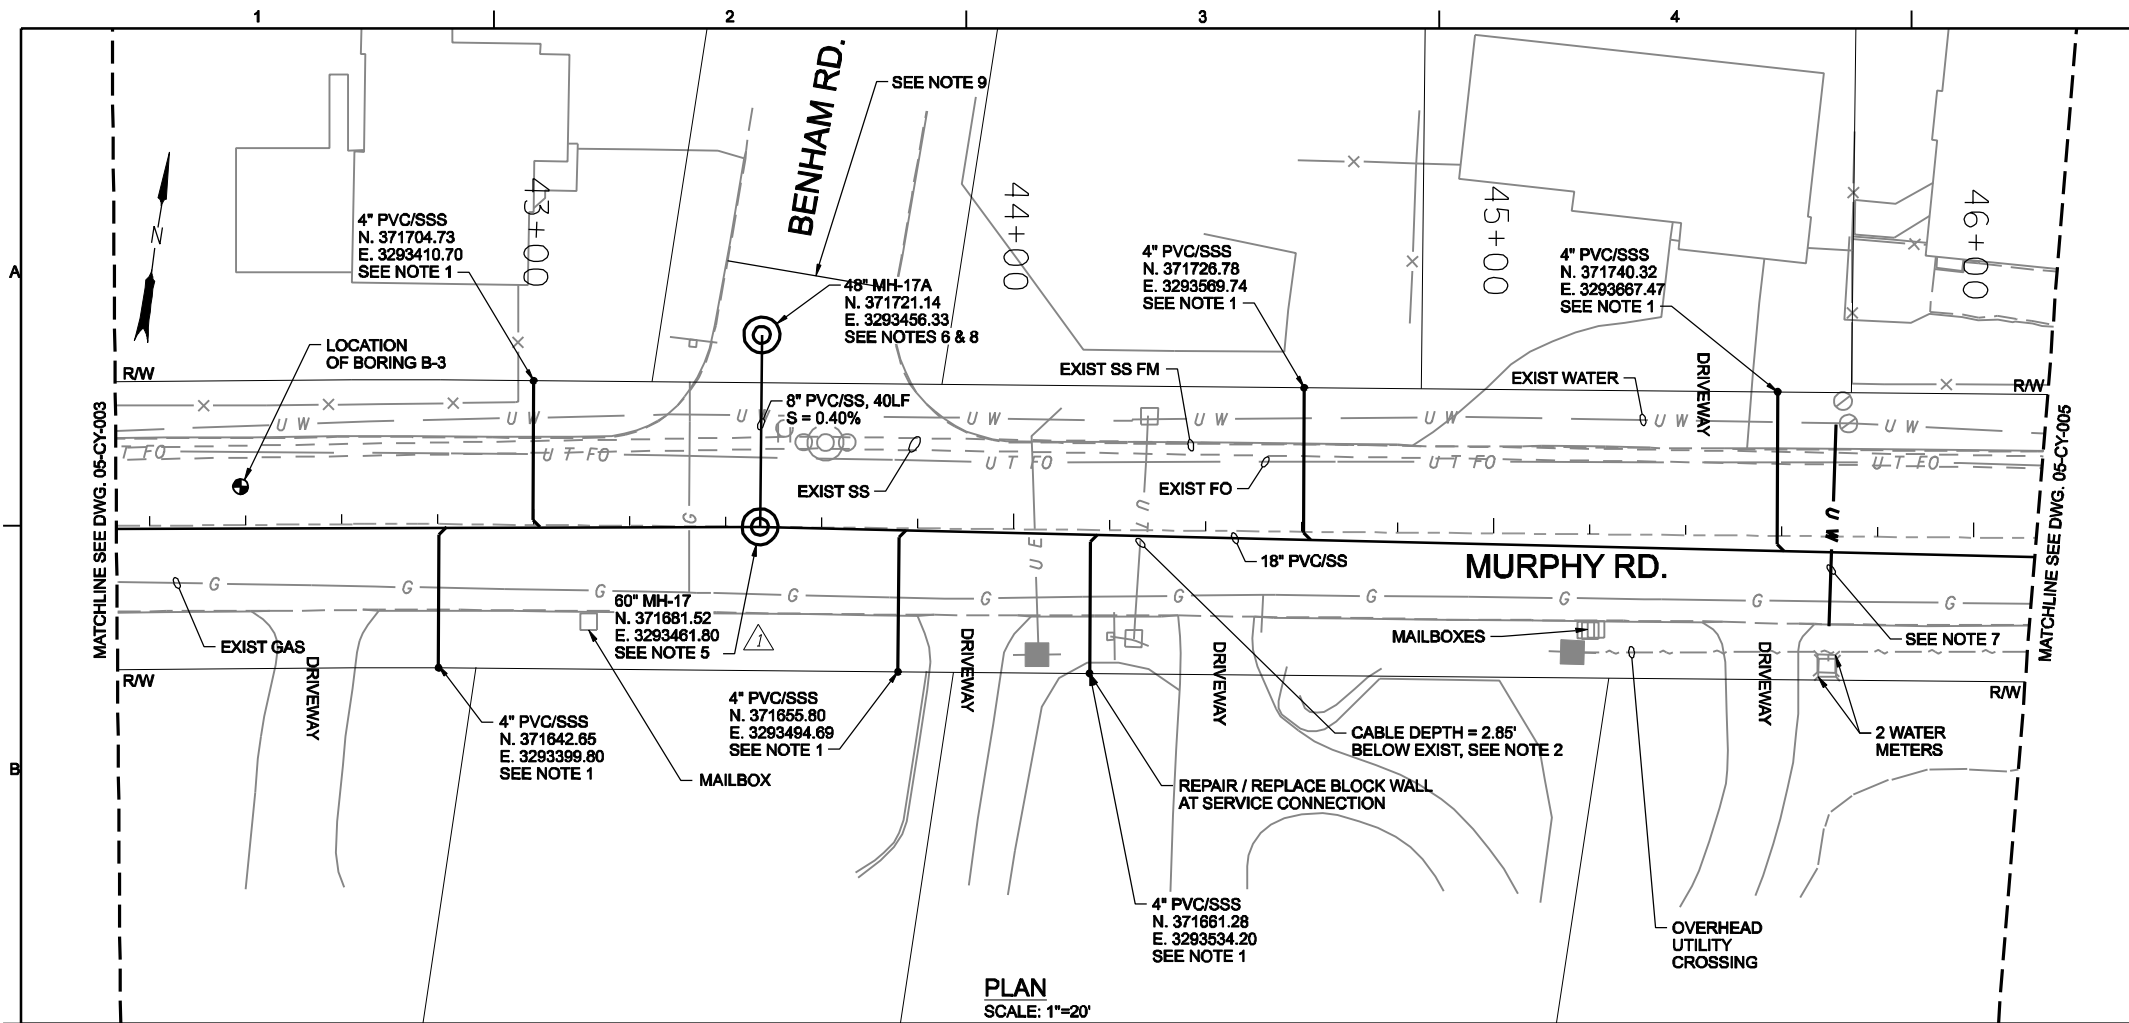 1
2
3
4
A
B
BENHAM RD.
SEE NOTE 9
43+00
44+00
45+00
46+00
N
4" PVC/SSS
N. 371704.73
E. 3293410.70
SEE NOTE 1
48" MH-17A
N. 371721.14
E. 3293456.33
SEE NOTES 6 & 8
4" PVC/SSS
N. 371726.78
E. 3293569.74
SEE NOTE 1
4" PVC/SSS
N. 371740.32
E. 3293667.47
SEE NOTE 1
LOCATION
OF BORING B-3
R/W
EXIST SS FM
EXIST WATER
DRIVEWAY
R/W
8" PVC/SS, 40LF
S = 0.40%
U W
U W
U W
U W
U W
U W
T FO
U T FO
U T FO
U T FO
U T FO
EXIST SS
EXIST FO
MATCHLINE SEE DWG. 05-CY-003
MATCHLINE SEE DWG. 05-CY-005
G
U T
U E
U W
18" PVC/SS
MURPHY RD.
G
G
G
G
G
G
G
G
G
G
60" MH-17
N. 371681.52
E. 3293461.80
SEE NOTE 5
1
EXIST GAS
MAILBOXES
SEE NOTE 7
R/W
DRIVEWAY
DRIVEWAY
DRIVEWAY
DRIVEWAY
R/W
4" PVC/SSS
N. 371642.65
E. 3293399.80
SEE NOTE 1
MAILBOX
4" PVC/SSS
N. 371655.80
E. 3293494.69
SEE NOTE 1
CABLE DEPTH = 2.85'
BELOW EXIST, SEE NOTE 2
2 WATER
METERS
REPAIR / REPLACE BLOCK WALL
AT SERVICE CONNECTION
4" PVC/SSS
N. 371661.28
E. 3293534.20
SEE NOTE 1
OVERHEAD
UTILITY
CROSSING
PLAN
SCALE: 1"=20'